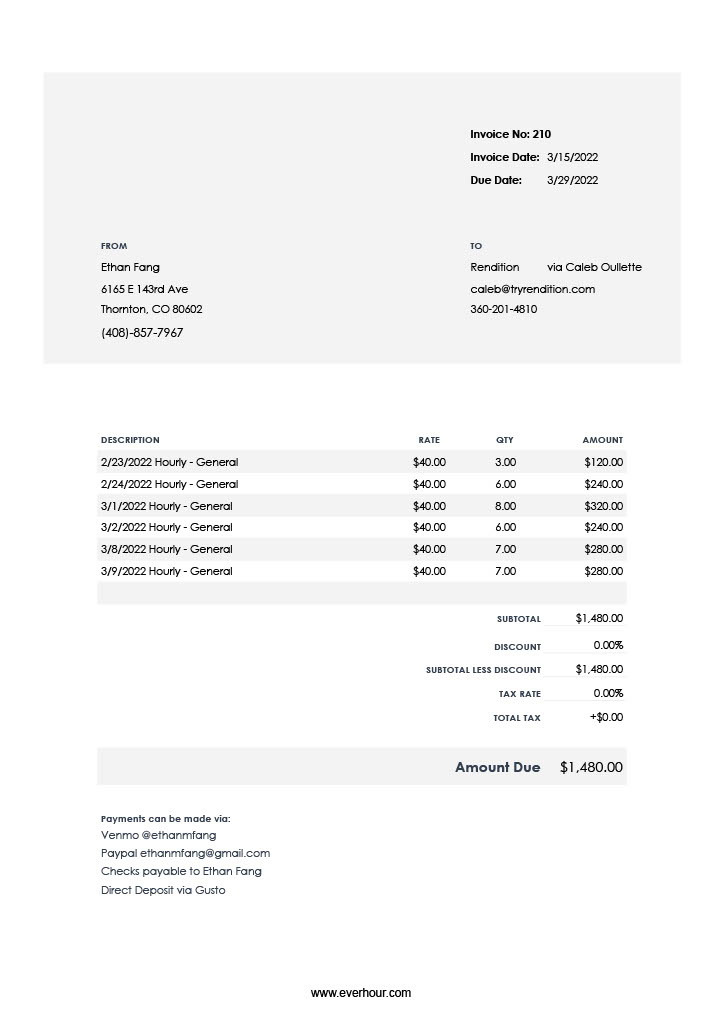 Invoice No: 210
Invoice Date: 3/15/2022
Due Date: 3/29/2022
FROM TO
Ethan Fang Rendition via Caleb Oullette
6165 E 143rd Ave caleb@tryrendition.com
Thornton, CO 80602 360-201-4810
(408)-857-7967
DESCRIPTION RATE QTY AMOUNT
2/23/2022 Hourly - General $40.00 3.00 $120.00
2/24/2022 Hourly - General $40.00 6.00 $240.00
3/1/2022 Hourly - General $40.00 8.00 $320.00
3/2/2022 Hourly - General $40.00 6.00 $240.00
3/8/2022 Hourly - General $40.00 7.00 $280.00
3/9/2022 Hourly - General $40.00 7.00 $280.00
SUBTOTAL $1,480.00
DISCOUNT 0.00%
SUBTOTAL LESS DISCOUNT $1,480.00
TAX RATE 0.00%
TOTAL TAX +$0.00
Amount Due $1,480.00
Payments can be made via:
Venmo @ethanmfang
Paypal ethanmfang@gmail.com
Checks payable to Ethan Fang
Direct Deposit via Gusto
www.everhour.com